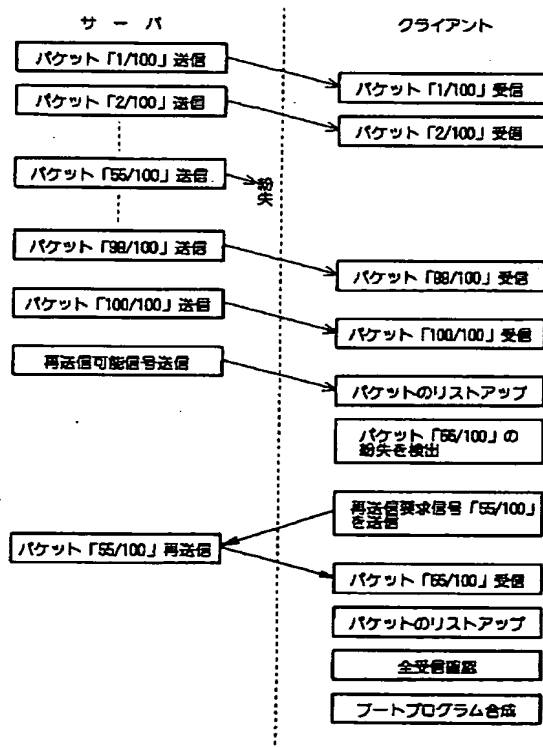 サーバ
クライアント
パケット「1/100」送信
パケット「1/100」受信
パケット「2/100」送信
パケット「2/100」受信
パケット「55/100」送信
紛失
パケット「98/100」送信
パケット「98/100」受信
パケット「100/100」送信
パケット「100/100」受信
再送信可能信号送信
パケットのリストアップ
パケット「55/100」の
紛失を検出
再送信要求信号「55/100」
を送信
パケット「55/100」再送信
パケット「55/100」受信
パケットのリストアップ
全受信確認
ブートプログラム合成